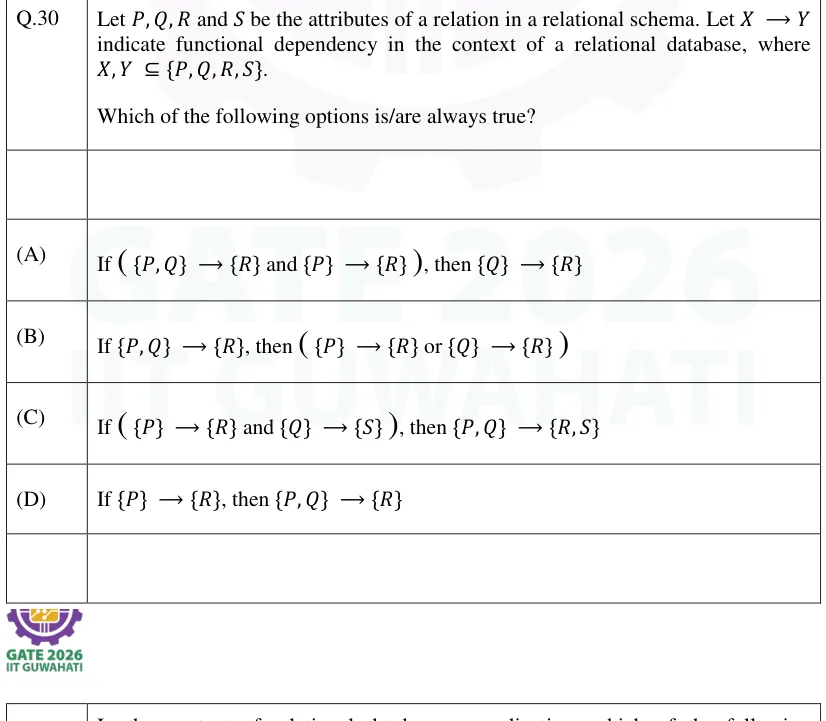 Q.30
Let P, Q, R and S be the attributes of a relation in a relational schema. Let X ⟶ Y
indicate functional dependency in the context of a relational database, where
X, Y ⊆ {P, Q, R, S}.
Which of the following options is/are always true?
(A)
If ( {P, Q} ⟶ {R} and {P} ⟶ {R} ), then {Q} ⟶ {R}
(B)
If {P, Q} ⟶ {R}, then ( {P} ⟶ {R} or {Q} ⟶ {R} )
(C)
If ( {P} ⟶ {R} and {Q} ⟶ {S} ), then {P, Q} ⟶ {R, S}
(D)
If {P} ⟶ {R}, then {P, Q} ⟶ {R}
GATE 2026
IIT GUWAHATI
GATE 2026
IIT GUWAHATI